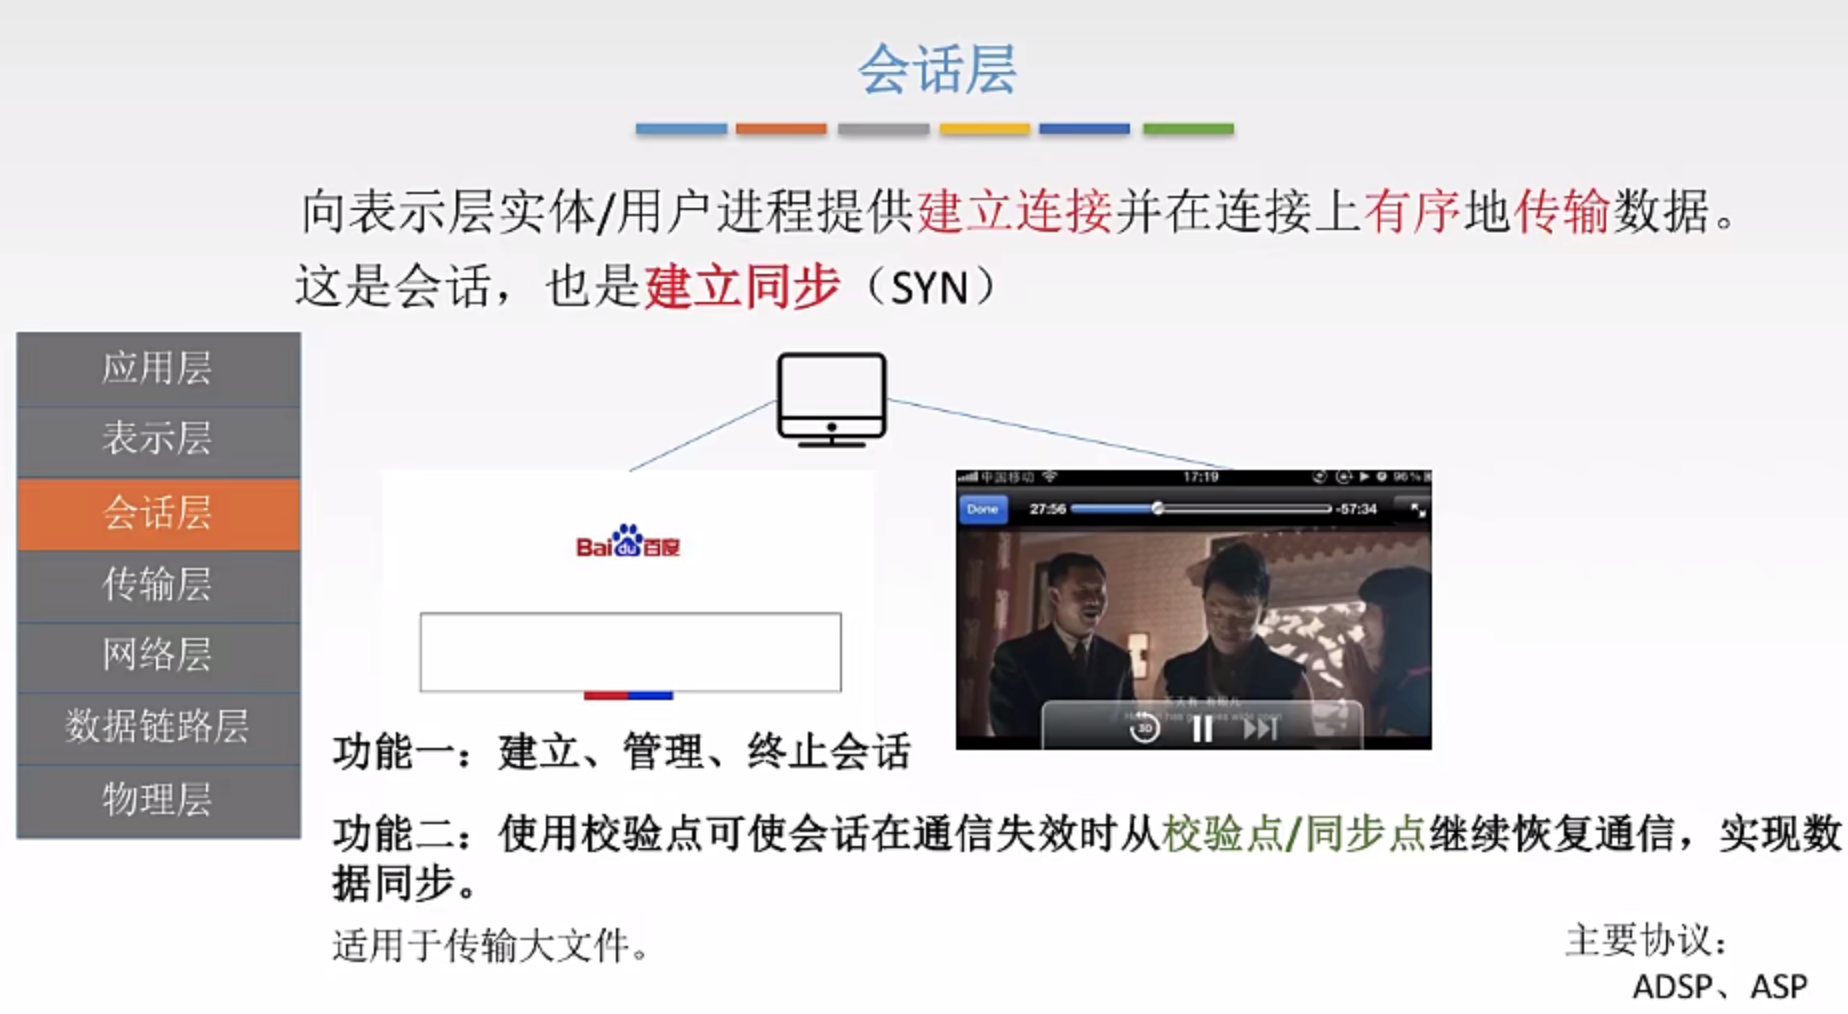 会话层
向表示层实体/用户进程提供建立连接并在连接上有序地传输数据。
这是会话，也是建立同步（SYN）
应用层
表示层
会话层
传输层
网络层
数据链路层
物理层
Baidu百度
中国移动 17:19 96%
Done 27:56 -57:34
30
功能一：建立、管理、终止会话
功能二：使用校验点可使会话在通信失效时从校验点/同步点继续恢复通信，实现数
据同步。
适用于传输大文件。
主要协议：
ADSP、ASP